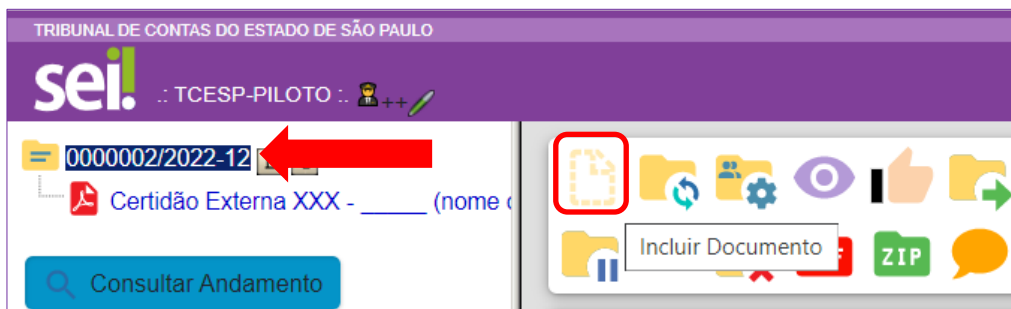 TRIBUNAL DE CONTAS DO ESTADO DE SÃO PAULO
sei!
.: TCESP-PILOTO :. ++
0000002/2022-12
Certidão Externa XXX - _____ (nome
Incluir Documento
ZIP
Consultar Andamento